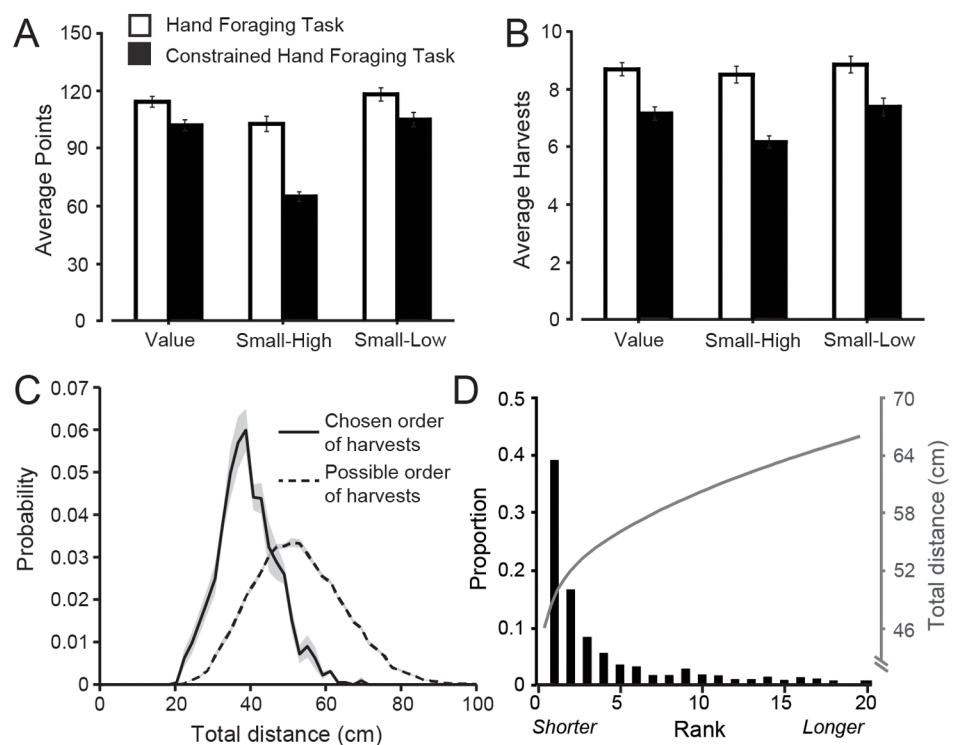 A
150
120
90
60
30
0
Average Points
Hand Foraging Task
Constrained Hand Foraging Task
Value
Small-High
Small-Low
B
10
8
6
4
2
0
Average Harvests
Value
Small-High
Small-Low
C
0.07
0.06
0.05
0.04
0.03
0.02
0.01
0
Probability
Chosen order
of harvests
Possible order
of harvests
0
20
40
60
80
100
Total distance (cm)
D
0.5
0.4
0.3
0.2
0.1
0
Proportion
70
64
58
52
46
Total distance (cm)
0
5
10
15
20
Shorter
Rank
Longer